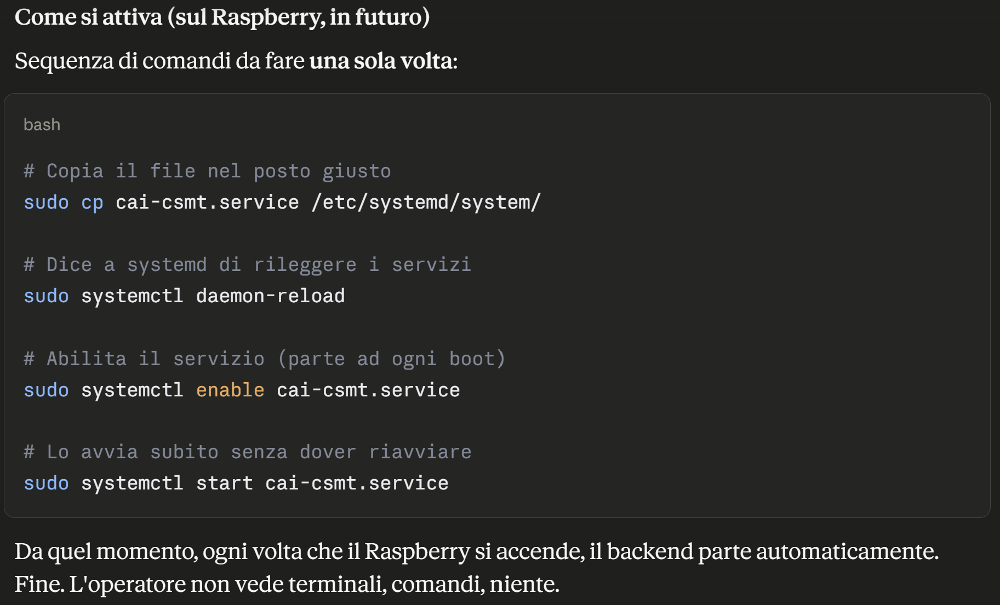 Come si attiva (sul Raspberry, in futuro)
Sequenza di comandi da fare una sola volta:
bash
# Copia il file nel posto giusto
sudo cp cai-csmt.service /etc/systemd/system/
# Dice a systemd di rileggere i servizi
sudo systemctl daemon-reload
# Abilita il servizio (parte ad ogni boot)
sudo systemctl enable cai-csmt.service
# Lo avvia subito senza dover riavviare
sudo systemctl start cai-csmt.service
Da quel momento, ogni volta che il Raspberry si accende, il backend parte automaticamente.
Fine. L'operatore non vede terminali, comandi, niente.